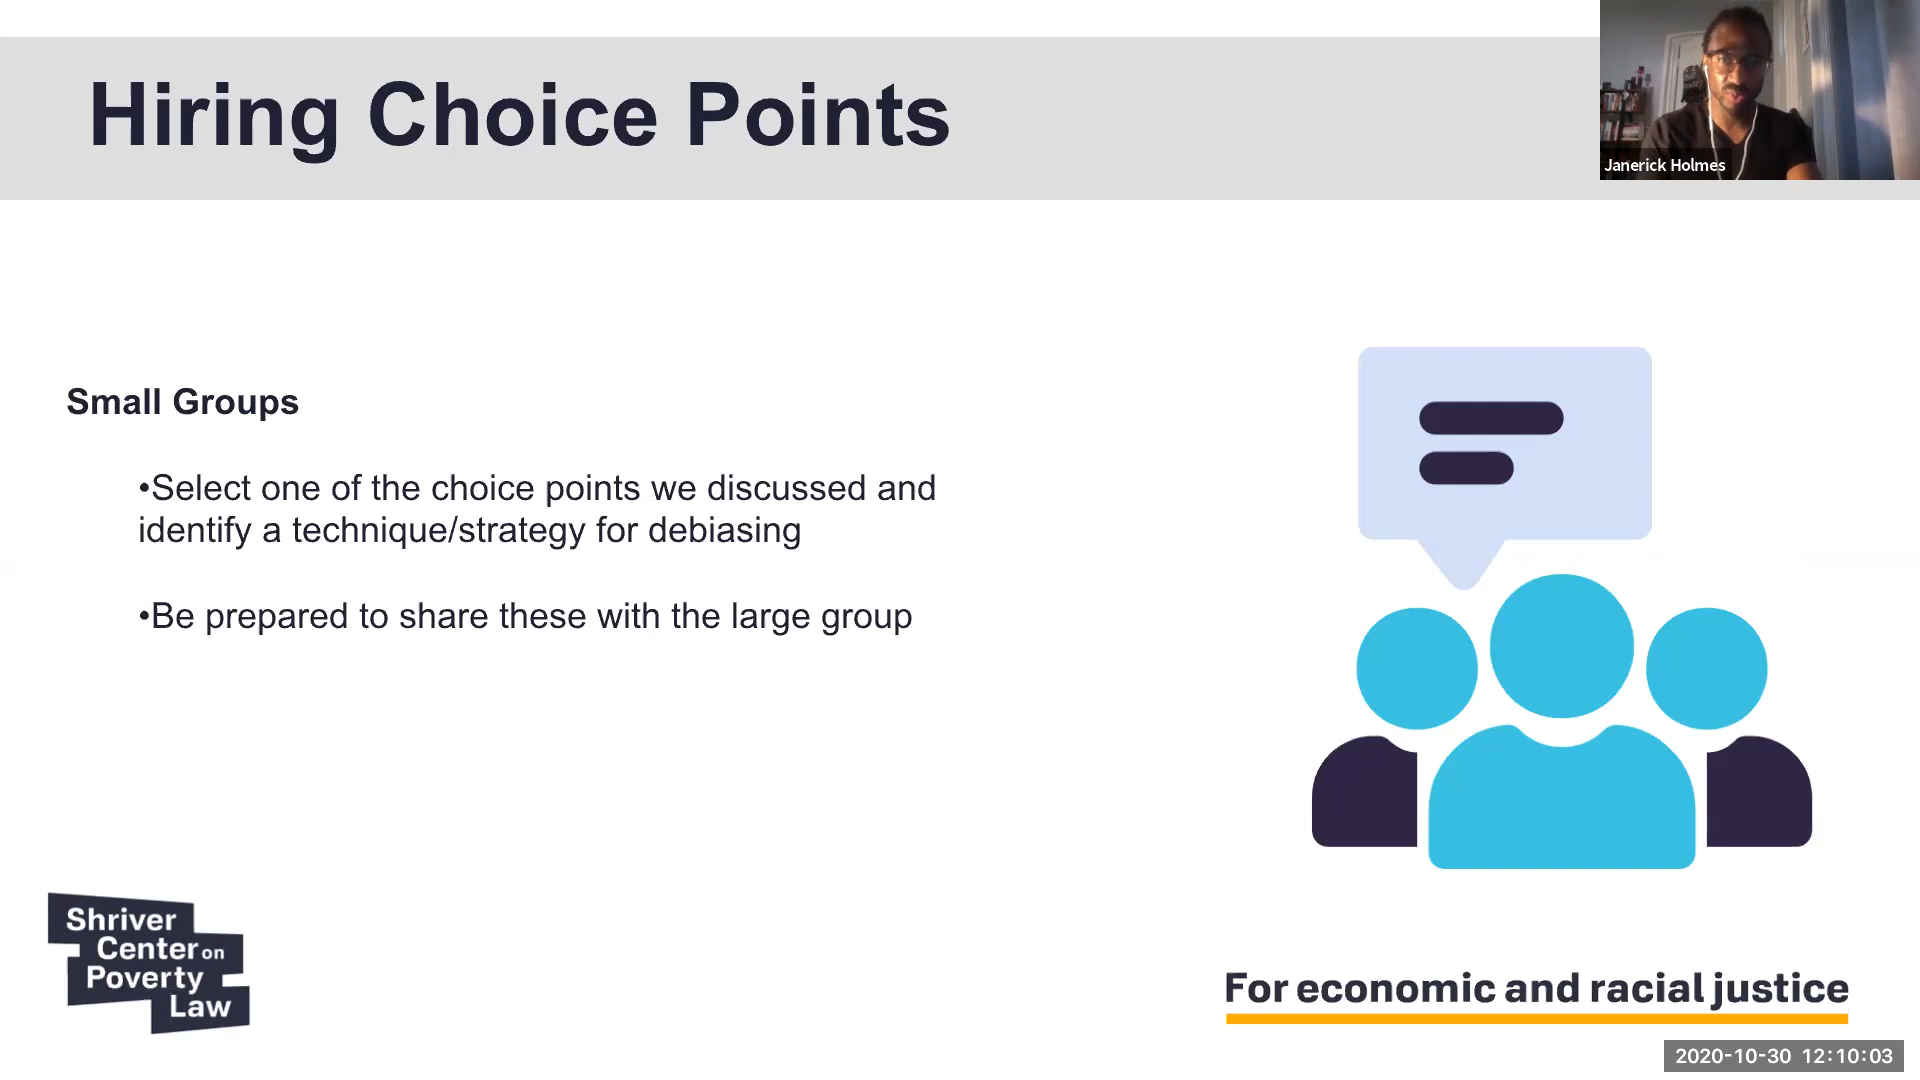 Hiring Choice Points
Janerick Holmes
Small Groups
•Select one of the choice points we discussed and
identify a technique/strategy for debiasing
•Be prepared to share these with the large group
Shriver
Center on
Poverty
Law
For economic and racial justice
2020-10-30 12:10:03